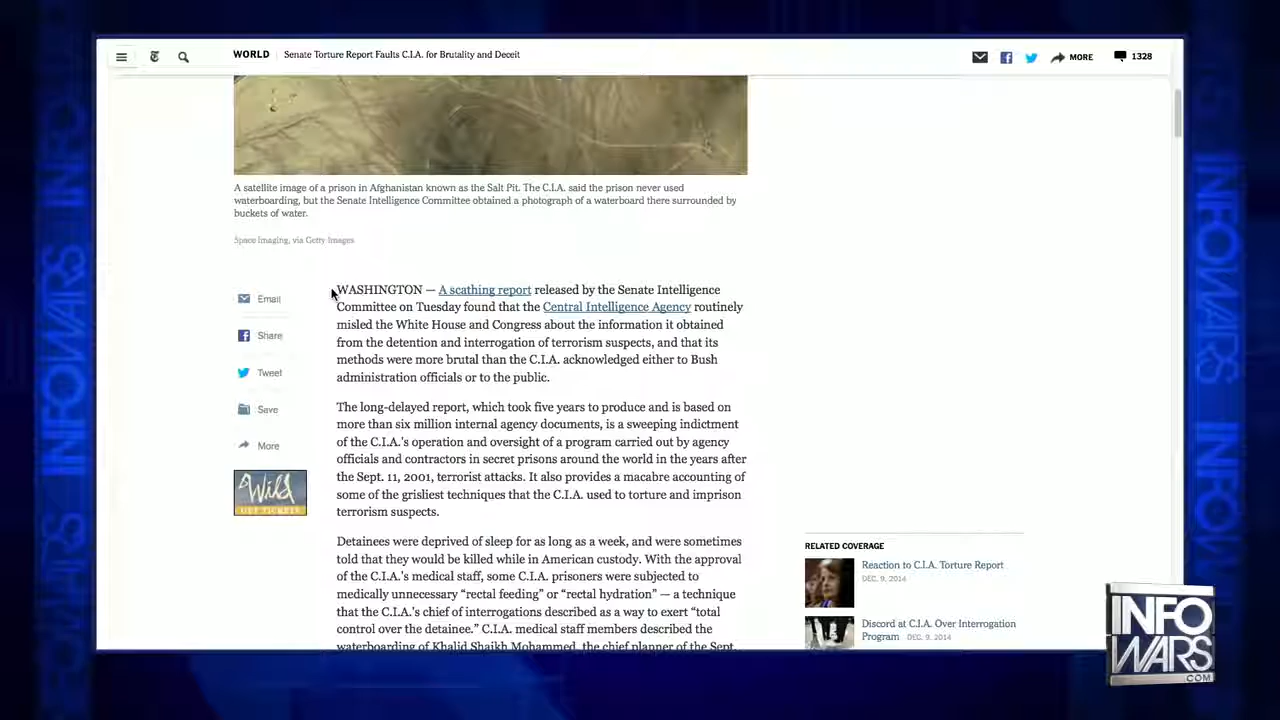 WORLD
Senate Torture Report Faults C.I.A. for Brutality and Deceit
MORE
1328
A satellite image of a prison in Afghanistan known as the Salt Pit. The C.I.A. said the prison never used
waterboarding, but the Senate Intelligence Committee obtained a photograph of a waterboard there surrounded by
buckets of water.
Space Imaging, via Getty Images
Email
Share
Tweet
Save
More
Wild
GET TICKETS
WASHINGTON — A scathing report released by the Senate Intelligence
Committee on Tuesday found that the Central Intelligence Agency routinely
misled the White House and Congress about the information it obtained
from the detention and interrogation of terrorism suspects, and that its
methods were more brutal than the C.I.A. acknowledged either to Bush
administration officials or to the public.
The long-delayed report, which took five years to produce and is based on
more than six million internal agency documents, is a sweeping indictment
of the C.I.A.'s operation and oversight of a program carried out by agency
officials and contractors in secret prisons around the world in the years after
the Sept. 11, 2001, terrorist attacks. It also provides a macabre accounting of
some of the grisliest techniques that the C.I.A. used to torture and imprison
terrorism suspects.
Detainees were deprived of sleep for as long as a week, and were sometimes
told that they would be killed while in American custody. With the approval
of the C.I.A.'s medical staff, some C.I.A. prisoners were subjected to
medically unnecessary “rectal feeding” or “rectal hydration” — a technique
that the C.I.A.'s chief of interrogations described as a way to exert “total
control over the detainee.” C.I.A. medical staff members described the
waterboarding of Khalid Shaikh Mohammed, the chief planner of the Sept.
RELATED COVERAGE
Reaction to C.I.A. Torture Report
DEC. 9, 2014
Discord at C.I.A. Over Interrogation
Program DEC. 9, 2014
INFO
WARS
.COM
INFOWARS
INFOWARS